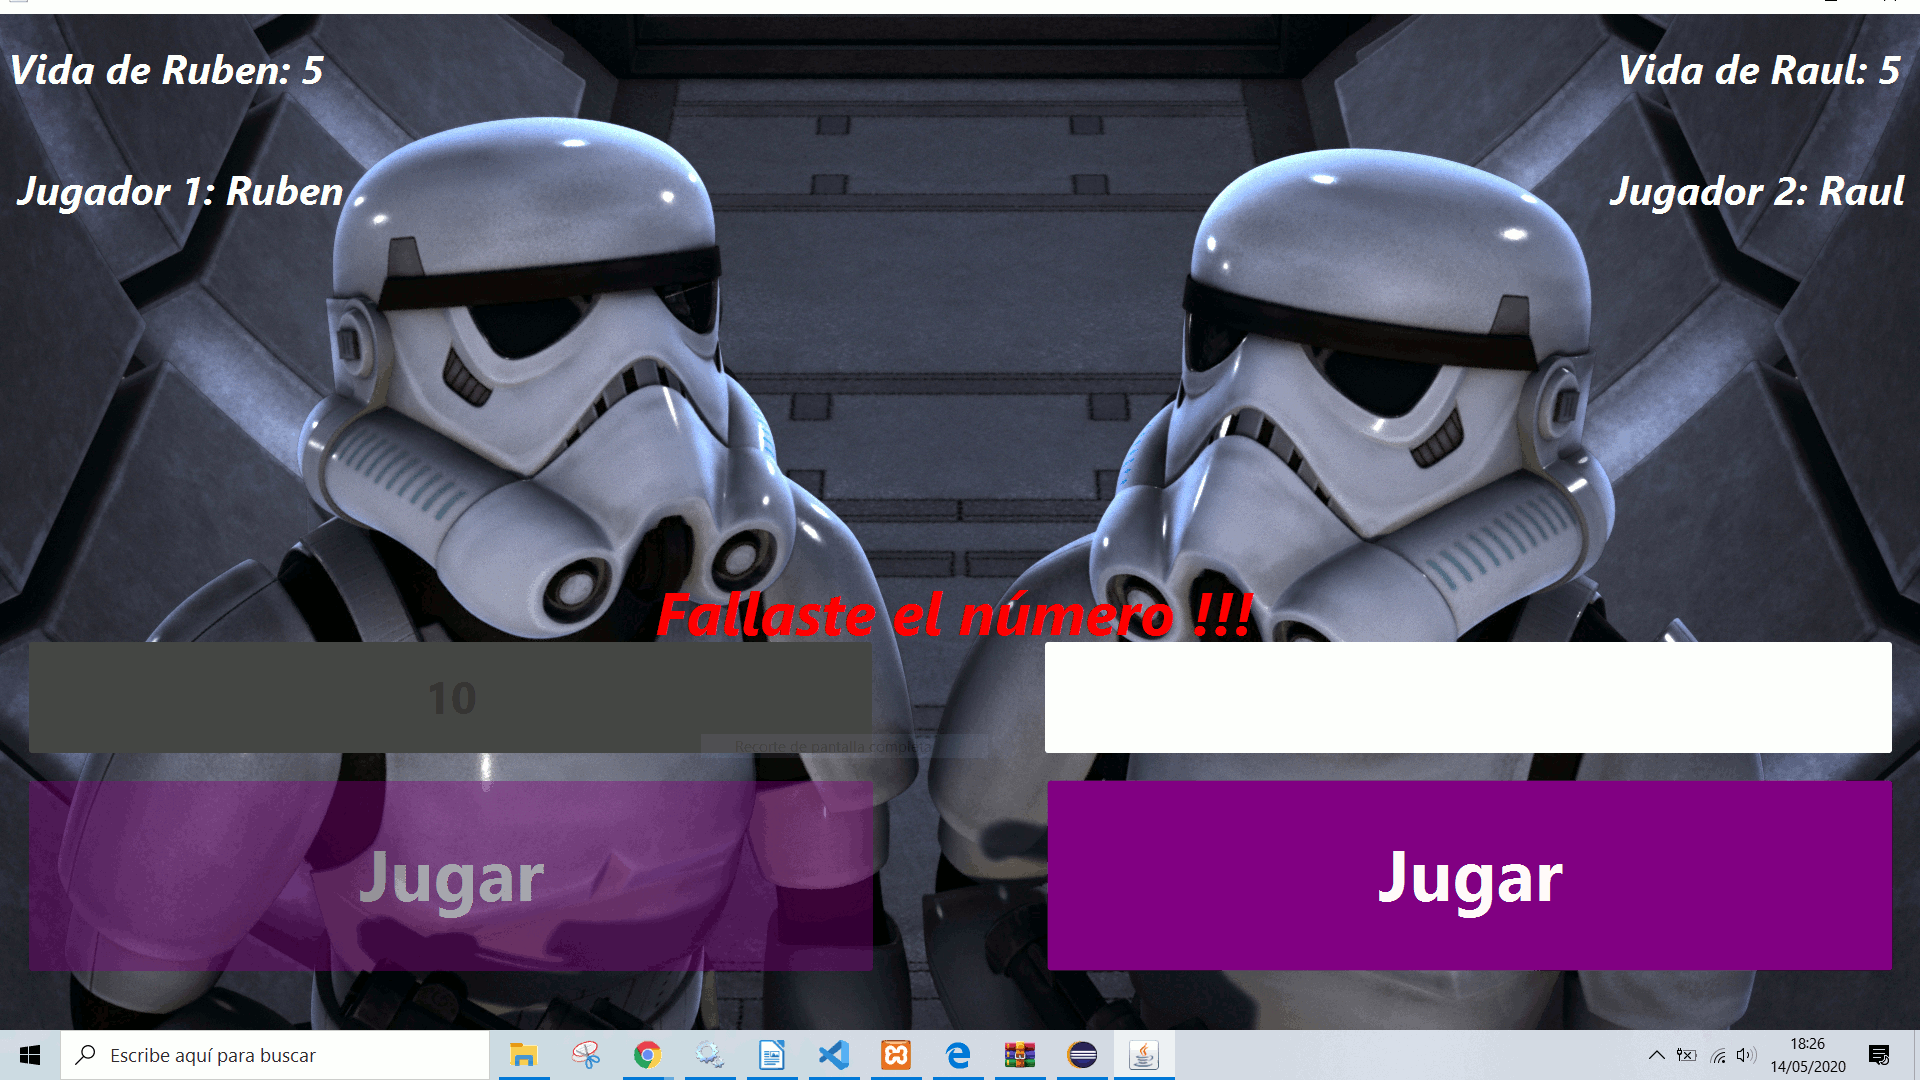 Vida de Ruben: 5
Vida de Raul: 5
Jugador 1: Ruben
Jugador 2: Raul
Fallaste el número !!!
10
Recorte de pantalla completa
Jugar
Jugar
Escribe aquí para buscar
18:26
14/05/2020